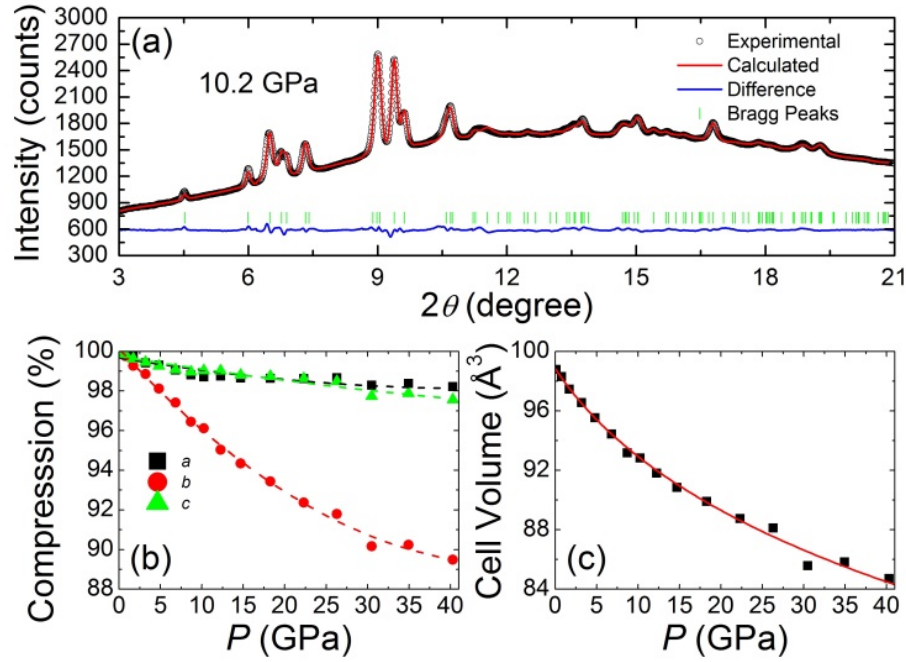 3000
2700
2400
2100
1800
1500
1200
900
600
300
Intensity (counts)
(a)
10.2 GPa
Experimental
Calculated
Difference
Bragg Peaks
3 6 9 12 15 18 21
2θ (degree)
100
98
96
94
92
90
88
Compresssion (%)
a
b
c
(b)
0 5 10 15 20 25 30 35 40
P (GPa)
100
96
92
88
84
Cell Volume (Å³)
(c)
0 5 10 15 20 25 30 35 40
P (GPa)